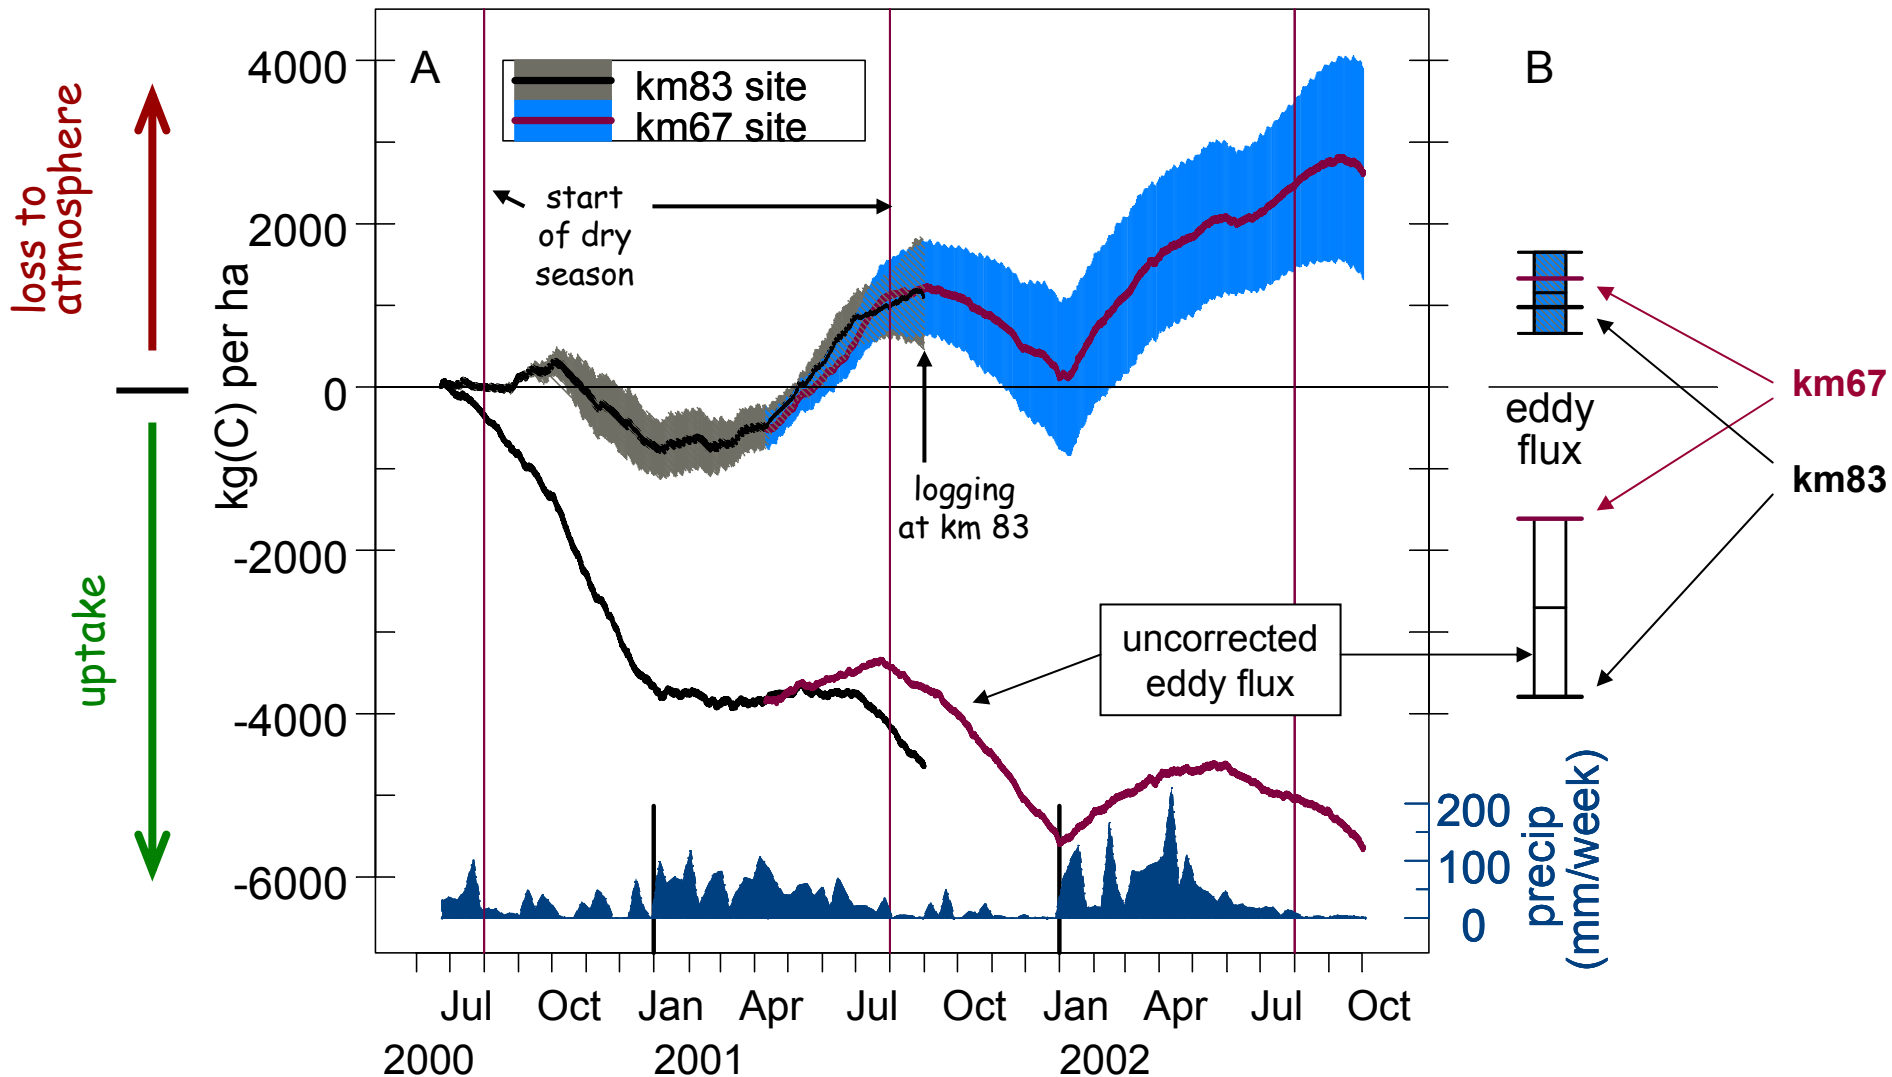 A
B
km83 site
km67 site
4000
2000
0
-2000
-4000
-6000
kg(C) per ha
loss to
atmosphere
uptake
start
of dry
season
logging
at km 83
uncorrected
eddy flux
eddy
flux
km67
km83
200
100
0
precip
(mm/week)
Jul Oct Jan Apr Jul Oct Jan Apr Jul Oct
2000 2001 2002